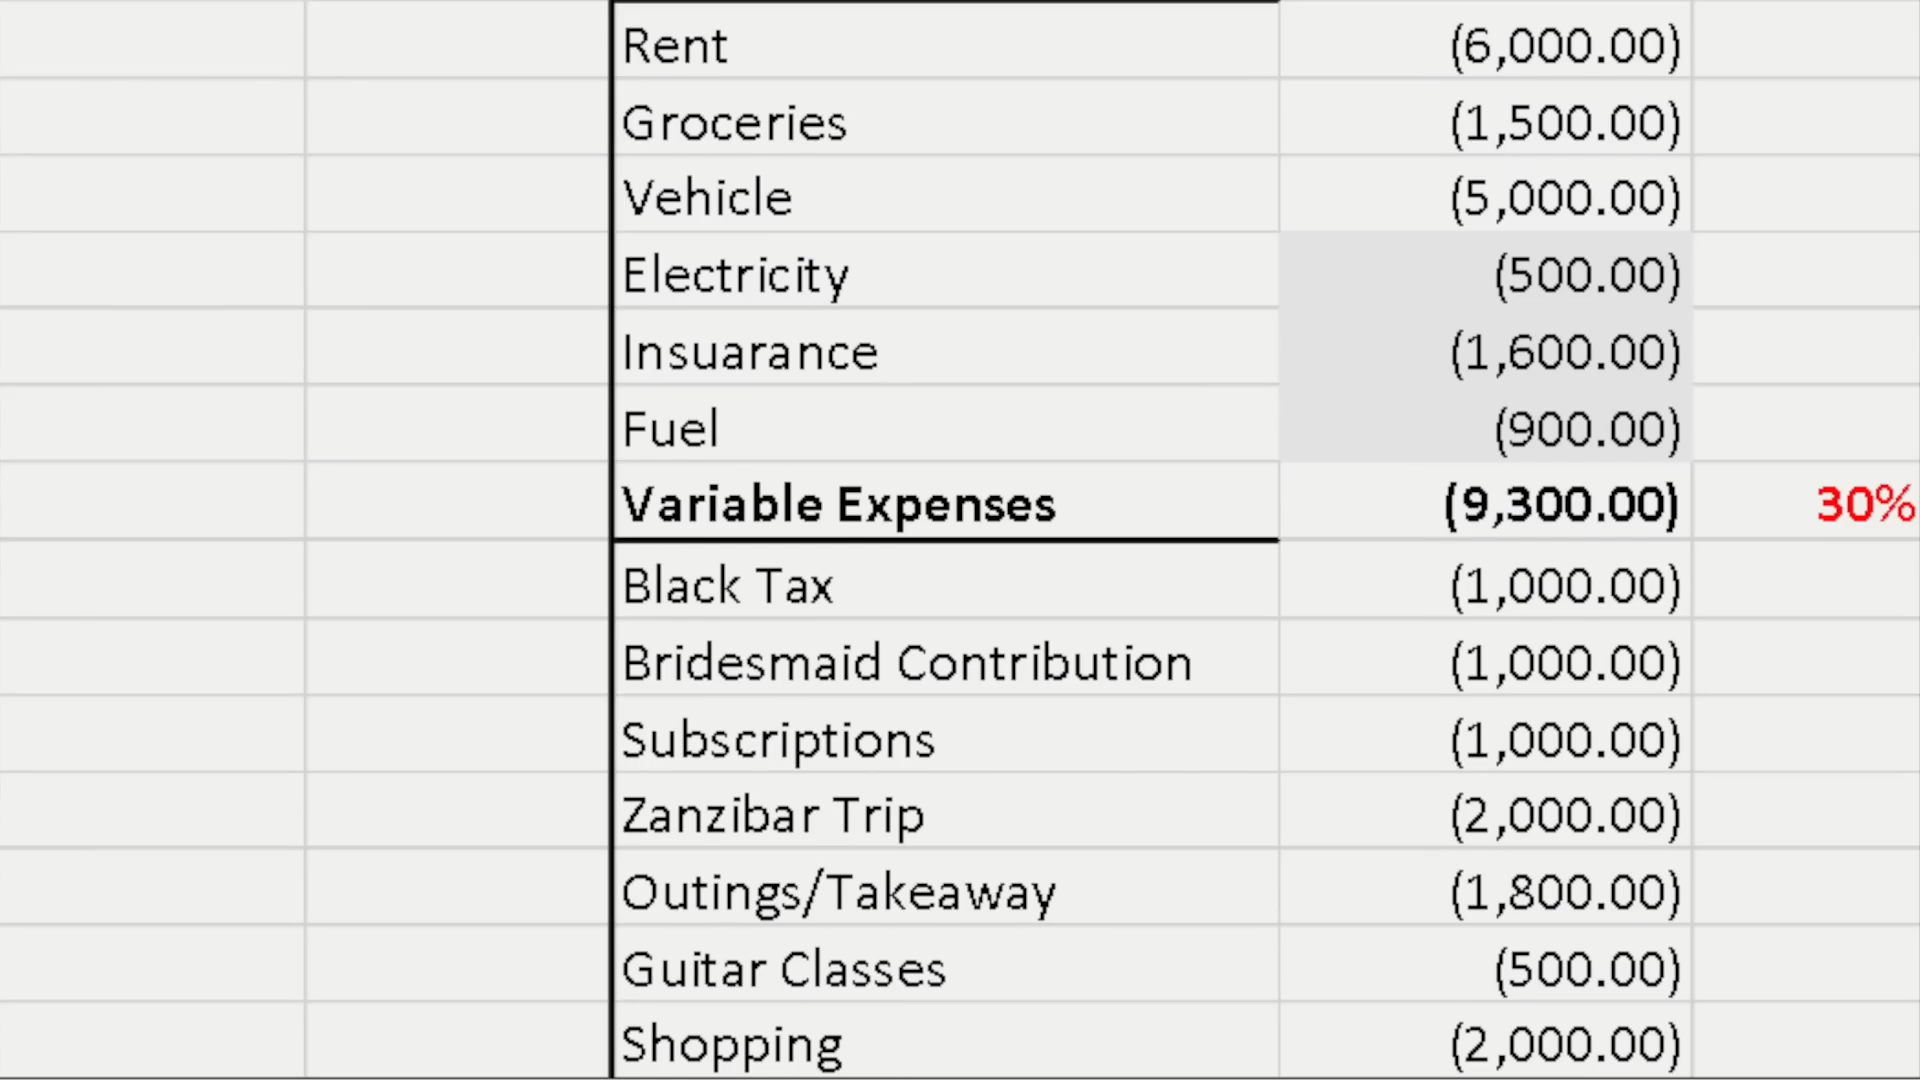 Rent (6,000.00)
Groceries (1,500.00)
Vehicle (5,000.00)
Electricity (500.00)
Insuarance (1,600.00)
Fuel (900.00)
Variable Expenses (9,300.00) 30%
Black Tax (1,000.00)
Bridesmaid Contribution (1,000.00)
Subscriptions (1,000.00)
Zanzibar Trip (2,000.00)
Outings/Takeaway (1,800.00)
Guitar Classes (500.00)
Shopping (2,000.00)